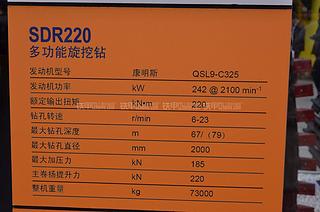 SDR220
多功能旋挖钻
发动机型号 康明斯 QSL9-C325
发动机功率 kW 242 @ 2100 min-1
额定输出扭矩 kN•m 220
钻孔转速 r/min 6-23
最大钻孔深度 m 67/（79）
最大钻孔直径 mm 2000
最大加压力 kN 185
主卷扬提升力 kN 220
整机重量 kg 73000